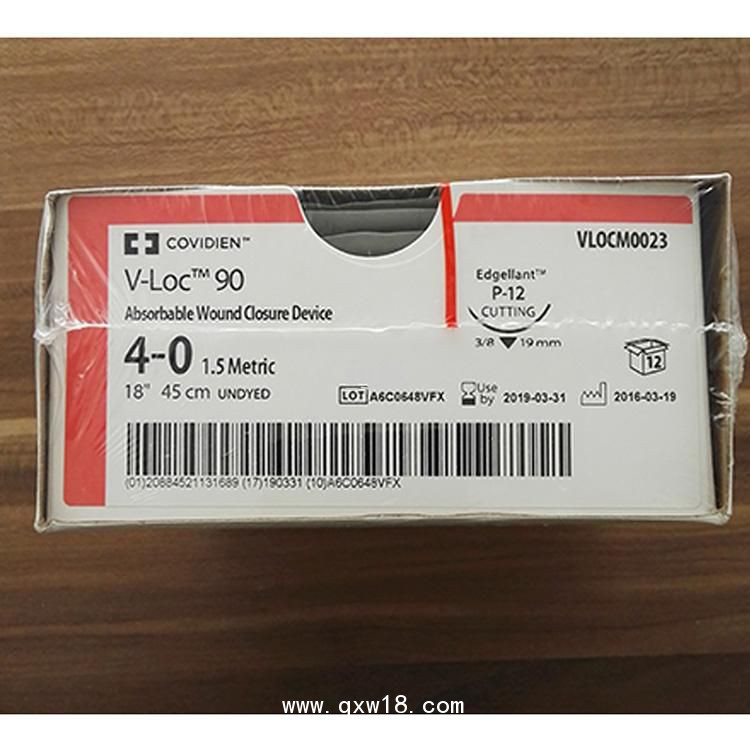 COVIDIEN™
VLOCM0023
V-Loc™ 90
Absorbable Wound Closure Device
Edgellant™
P-12
CUTTING
3/8 19 mm
4-0 1.5 Metric
18" 45 cm UNDYED
LOT A6C0648VFX
Use by 2019-03-31
2016-03-19
12
(01)20884521131689 (17)190331 (10)A6C0648VFX
www.qxw18.com